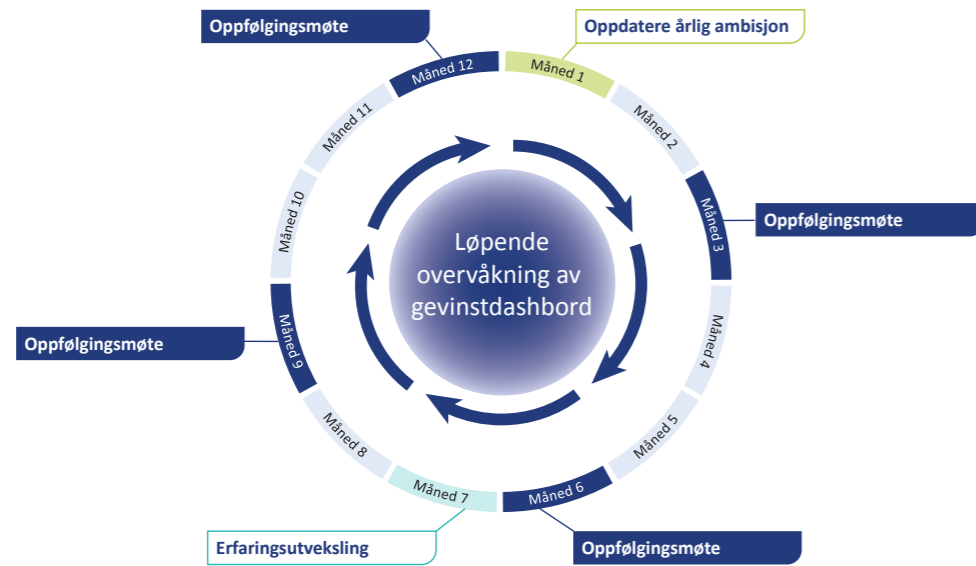 Oppfølgingsmøte
Oppdatere årlig ambisjon
Måned 12
Måned 1
Måned 11
Måned 2
Måned 10
Måned 3
Oppfølgingsmøte
Løpende
overvåkning av
gevinstdashbord
Oppfølgingsmøte
Måned 9
Måned 4
Måned 8
Måned 5
Måned 7
Måned 6
Erfaringsutveksling
Oppfølgingsmøte